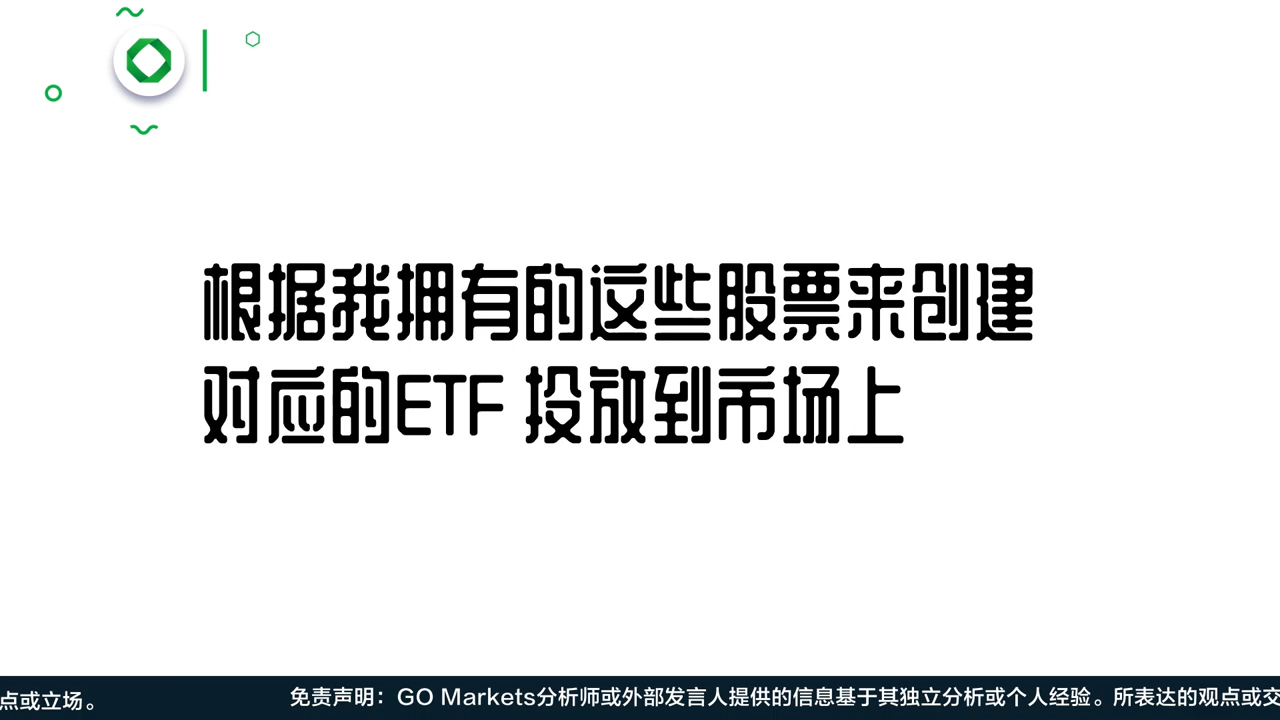 根据我拥有的这些股票来创建
对应的ETF 投放到市场上
点或立场。 免责声明：GO Markets分析师或外部发言人提供的信息基于其独立分析或个人经验。所表达的观点或交